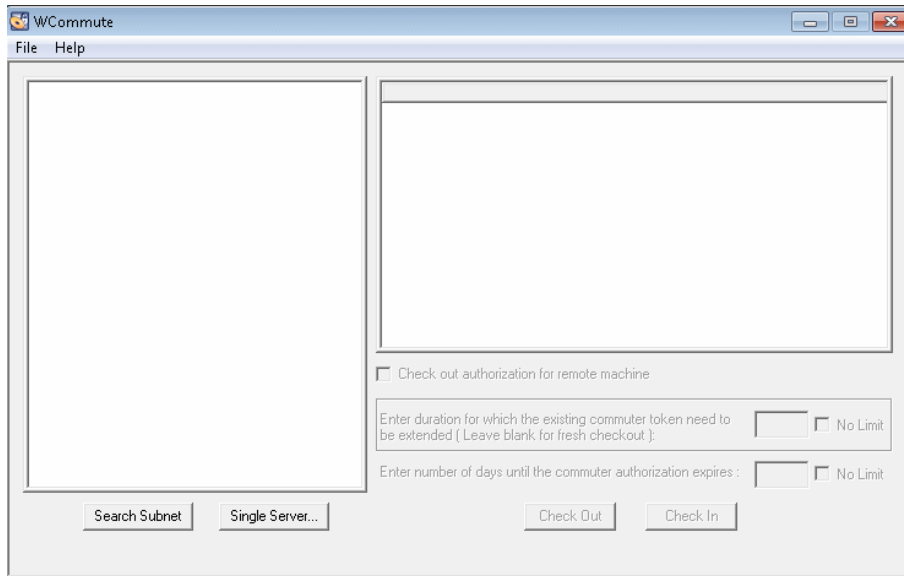 WCommute
File Help
Check out authorization for remote machine
Enter duration for which the existing commuter token need to
be extended ( Leave blank for fresh checkout ):
No Limit
Enter number of days until the commuter authorization expires :
No Limit
Search Subnet Single Server... Check Out Check In